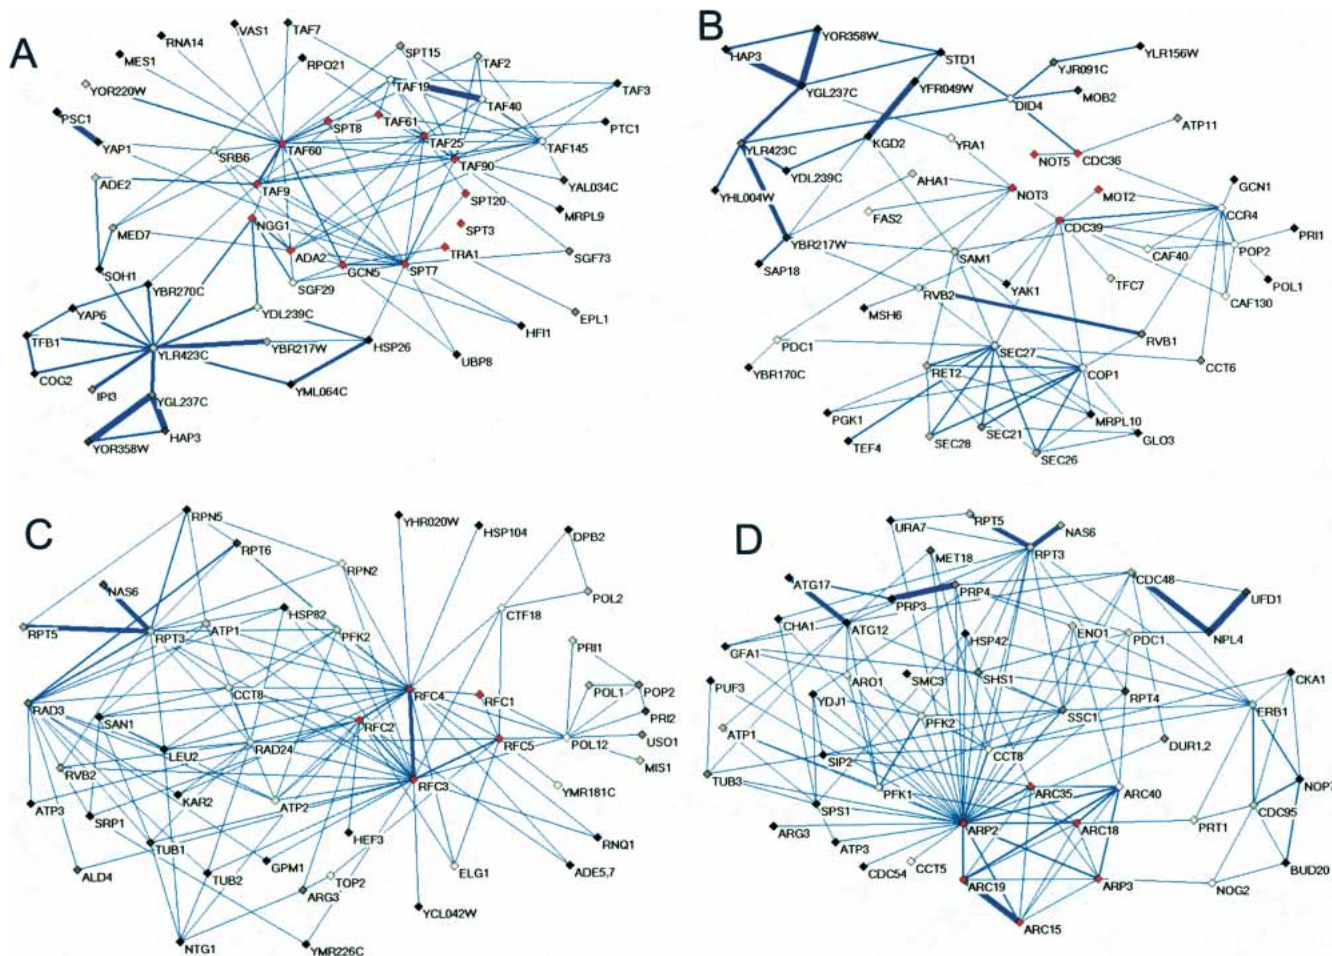 A
VAS1
TAF7
RNA14
MES1
RPO21
SPT15
TAF2
YOR220W
TAF19
TAF3
TAF40
PSC1
SPT8
TAF61
PTC1
YAP1
TAF60
TAF25
TAF145
SRB6
TAF90
ADE2
TAF9
YAL034C
SPT20
MRPL9
MED7
NGG1
SPT3
ADA2
TRA1
SGF73
SOH1
GCN5
SPT7
YBR270C
SGF29
YAP6
YDL239C
EPL1
TFB1
HFI1
YLR423C
YBR217W
HSP26
UBP8
COG2
IPI3
YML064C
YGL237C
HAP3
YOR358W
B
YOR358W
HAP3
STD1
YLR156W
YJR091C
YGL237C
YFR049W
MOB2
DID4
ATP11
YLR423C
KGD2
YRA1
NOT5
CDC36
YDL239C
YHL004W
AHA1
NOT3
MOT2
GCN1
FAS2
CCR4
CDC39
YBR217W
PRI1
SAM1
CAF40
POP2
SAP18
YAK1
TFC7
POL1
RVB2
CAF130
MSH6
PDC1
SEC27
RVB1
YBR170C
RET2
COP1
CCT6
PGK1
MRPL10
TEF4
SEC28
SEC21
GLO3
SEC26
C
RPN5
YHR020W
HSP104
DPB2
RPT6
RPN2
NAS6
POL2
HSP82
CTF18
RPT5
RPT3
ATP1
PFK2
PRI1
CCT8
RFC4
RFC1
POL1
POP2
RAD3
SAN1
RFC2
PRI2
LEU2
RAD24
RFC5
POL12
USO1
RVB2
MIS1
RFC3
YMR181C
ATP3
KAR2
ATP2
SRP1
HEF3
RNQ1
TUB1
GPM1
ELG1
ALD4
TUB2
TOP2
ADE5,7
ARG3
YCL042W
NTG1
YMR226C
D
URA7
RPT5
NAS6
MET18
RPT3
ATG17
CDC48
PRP3
PRP4
UFD1
CHA1
ATG12
HSP42
ENO1
PDC1
NPL4
GFA1
ARO1
SMC3
SHS1
PUF3
YDJ1
RPT4
CKA1
PFK2
SSC1
ERB1
ATP1
CCT8
DUR1,2
SIP2
TUB3
PFK1
ARC35
ARC40
NOP7
SPS1
CDC95
ARG3
ARP2
ARC18
PRT1
ATP3
CDC54
CCT5
BUD20
ARC19
ARP3
NOG2
ARC15